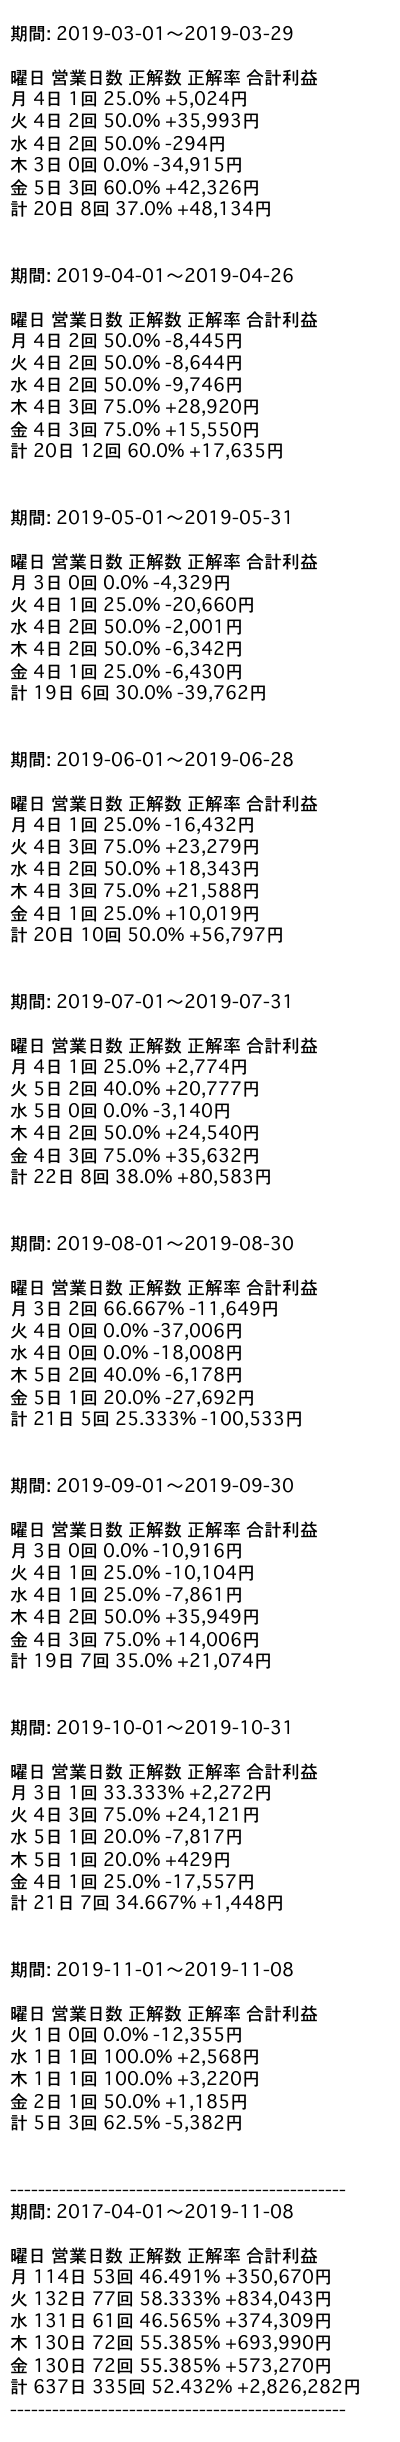 期間: 2019-03-01〜2019-03-29
曜日 営業日数 正解数 正解率 合計利益
月 4日 1回 25.0% +5,024円
火 4日 2回 50.0% +35,993円
水 4日 2回 50.0% -294円
木 3日 0回 0.0% -34,915円
金 5日 3回 60.0% +42,326円
計 20日 8回 37.0% +48,134円
期間: 2019-04-01〜2019-04-26
曜日 営業日数 正解数 正解率 合計利益
月 4日 2回 50.0% -8,445円
火 4日 2回 50.0% -8,644円
水 4日 2回 50.0% -9,746円
木 4日 3回 75.0% +28,920円
金 4日 3回 75.0% +15,550円
計 20日 12回 60.0% +17,635円
期間: 2019-05-01〜2019-05-31
曜日 営業日数 正解数 正解率 合計利益
月 3日 0回 0.0% -4,329円
火 4日 1回 25.0% -20,660円
水 4日 2回 50.0% -2,001円
木 4日 2回 50.0% -6,342円
金 4日 1回 25.0% -6,430円
計 19日 6回 30.0% -39,762円
期間: 2019-06-01〜2019-06-28
曜日 営業日数 正解数 正解率 合計利益
月 4日 1回 25.0% -16,432円
火 4日 3回 75.0% +23,279円
水 4日 2回 50.0% +18,343円
木 4日 3回 75.0% +21,588円
金 4日 1回 25.0% +10,019円
計 20日 10回 50.0% +56,797円
期間: 2019-07-01〜2019-07-31
曜日 営業日数 正解数 正解率 合計利益
月 4日 1回 25.0% +2,774円
火 5日 2回 40.0% +20,777円
水 5日 0回 0.0% -3,140円
木 4日 2回 50.0% +24,540円
金 4日 3回 75.0% +35,632円
計 22日 8回 38.0% +80,583円
期間: 2019-08-01〜2019-08-30
曜日 営業日数 正解数 正解率 合計利益
月 3日 2回 66.667% -11,649円
火 4日 0回 0.0% -37,006円
水 4日 0回 0.0% -18,008円
木 5日 2回 40.0% -6,178円
金 5日 1回 20.0% -27,692円
計 21日 5回 25.333% -100,533円
期間: 2019-09-01〜2019-09-30
曜日 営業日数 正解数 正解率 合計利益
月 3日 0回 0.0% -10,916円
火 4日 1回 25.0% -10,104円
水 4日 1回 25.0% -7,861円
木 4日 2回 50.0% +35,949円
金 4日 3回 75.0% +14,006円
計 19日 7回 35.0% +21,074円
期間: 2019-10-01〜2019-10-31
曜日 営業日数 正解数 正解率 合計利益
月 3日 1回 33.333% +2,272円
火 4日 3回 75.0% +24,121円
水 5日 1回 20.0% -7,817円
木 5日 1回 20.0% +429円
金 4日 1回 25.0% -17,557円
計 21日 7回 34.667% +1,448円
期間: 2019-11-01〜2019-11-08
曜日 営業日数 正解数 正解率 合計利益
火 1日 0回 0.0% -12,355円
水 1日 1回 100.0% +2,568円
木 1日 1回 100.0% +3,220円
金 2日 1回 50.0% +1,185円
計 5日 3回 62.5% -5,382円
------------------------------------------------
期間: 2017-04-01〜2019-11-08
曜日 営業日数 正解数 正解率 合計利益
月 114日 53回 46.491% +350,670円
火 132日 77回 58.333% +834,043円
水 131日 61回 46.565% +374,309円
木 130日 72回 55.385% +693,990円
金 130日 72回 55.385% +573,270円
計 637日 335回 52.432% +2,826,282円
------------------------------------------------